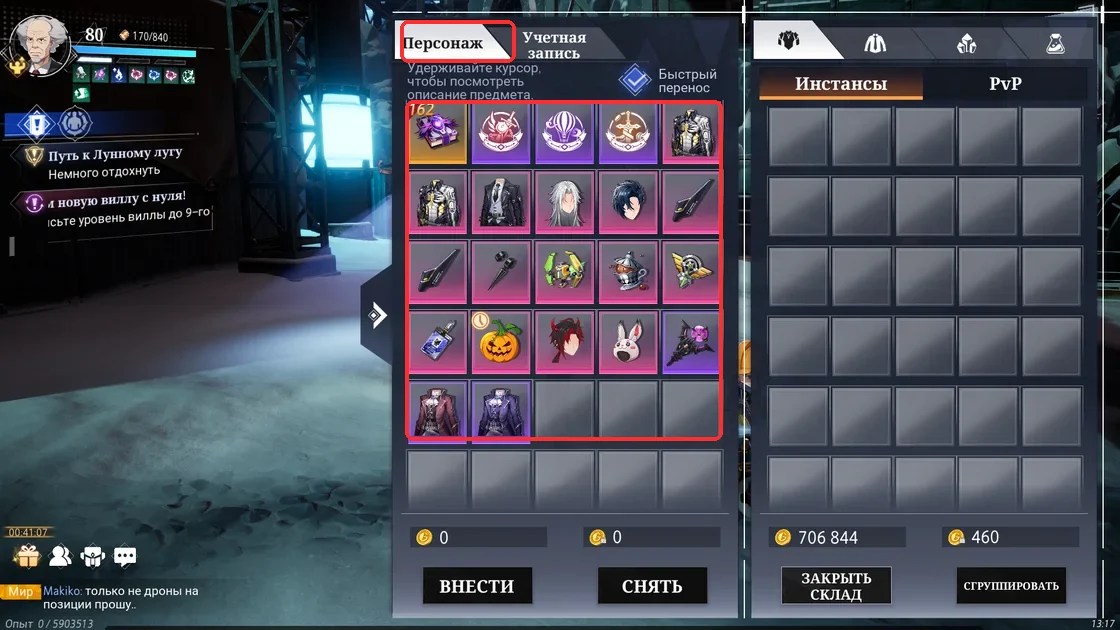 80
170/840
Путь к Лунному лугу
Немного отдохнуть
м новую виллу с нуля!
ісьте уровень виллы до 9-го
00:41:07
Мир Makiko: только не дроны на
позиции прошу..
Опыт 0 / 5903513
Персонаж
Учетная
запись
Удерживайте курсор,
чтобы посмотреть
описание предмета.
Быстрый
перенос
162
0
0
ВНЕСТИ
СНЯТЬ
Инстансы
PvP
706 844
460
ЗАКРЫТЬ
СКЛАД
СГРУППИРОВАТЬ
13:17